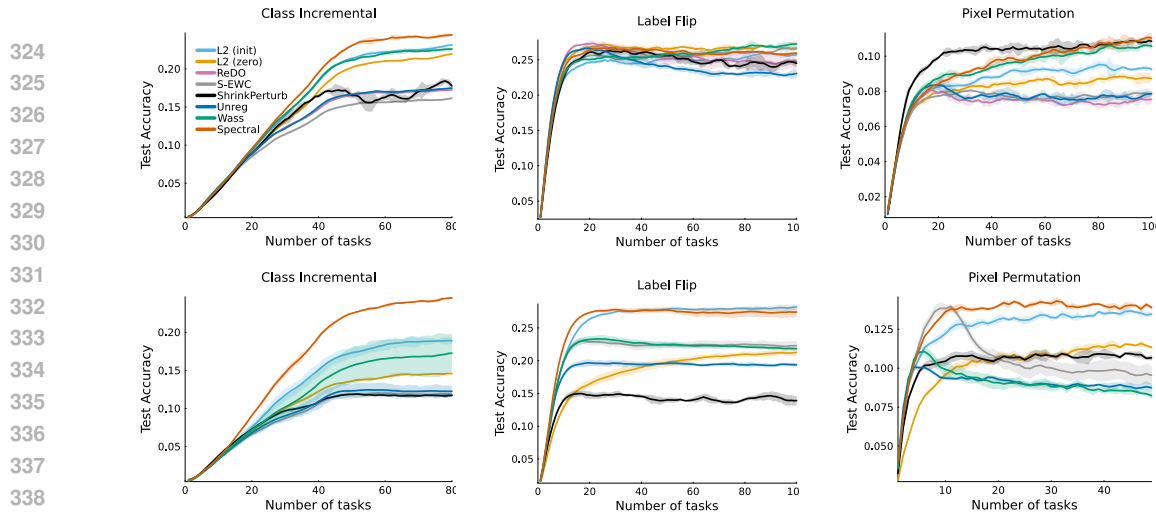 324
325
326
327
328
329
330
331
332
333
334
335
336
337
338
Class Incremental
Test Accuracy
0.20
0.15
0.10
0.05
L2 (init)
L2 (zero)
ReDO
S-EWC
ShrinkPerturb
Unreg
Wass
Spectral
0 20 40 60 80
Number of tasks
Label Flip
Test Accuracy
0.25
0.20
0.15
0.10
0.05
0 20 40 60 80 100
Number of tasks
Pixel Permutation
Test Accuracy
0.10
0.08
0.06
0.04
0.02
0 20 40 60 80 100
Number of tasks
Class Incremental
Test Accuracy
0.20
0.15
0.10
0.05
0 20 40 60 80
Number of tasks
Label Flip
Test Accuracy
0.25
0.20
0.15
0.10
0.05
0 20 40 60 80 10
Number of tasks
Pixel Permutation
Test Accuracy
0.125
0.100
0.075
0.050
10 20 30 40
Number of tasks